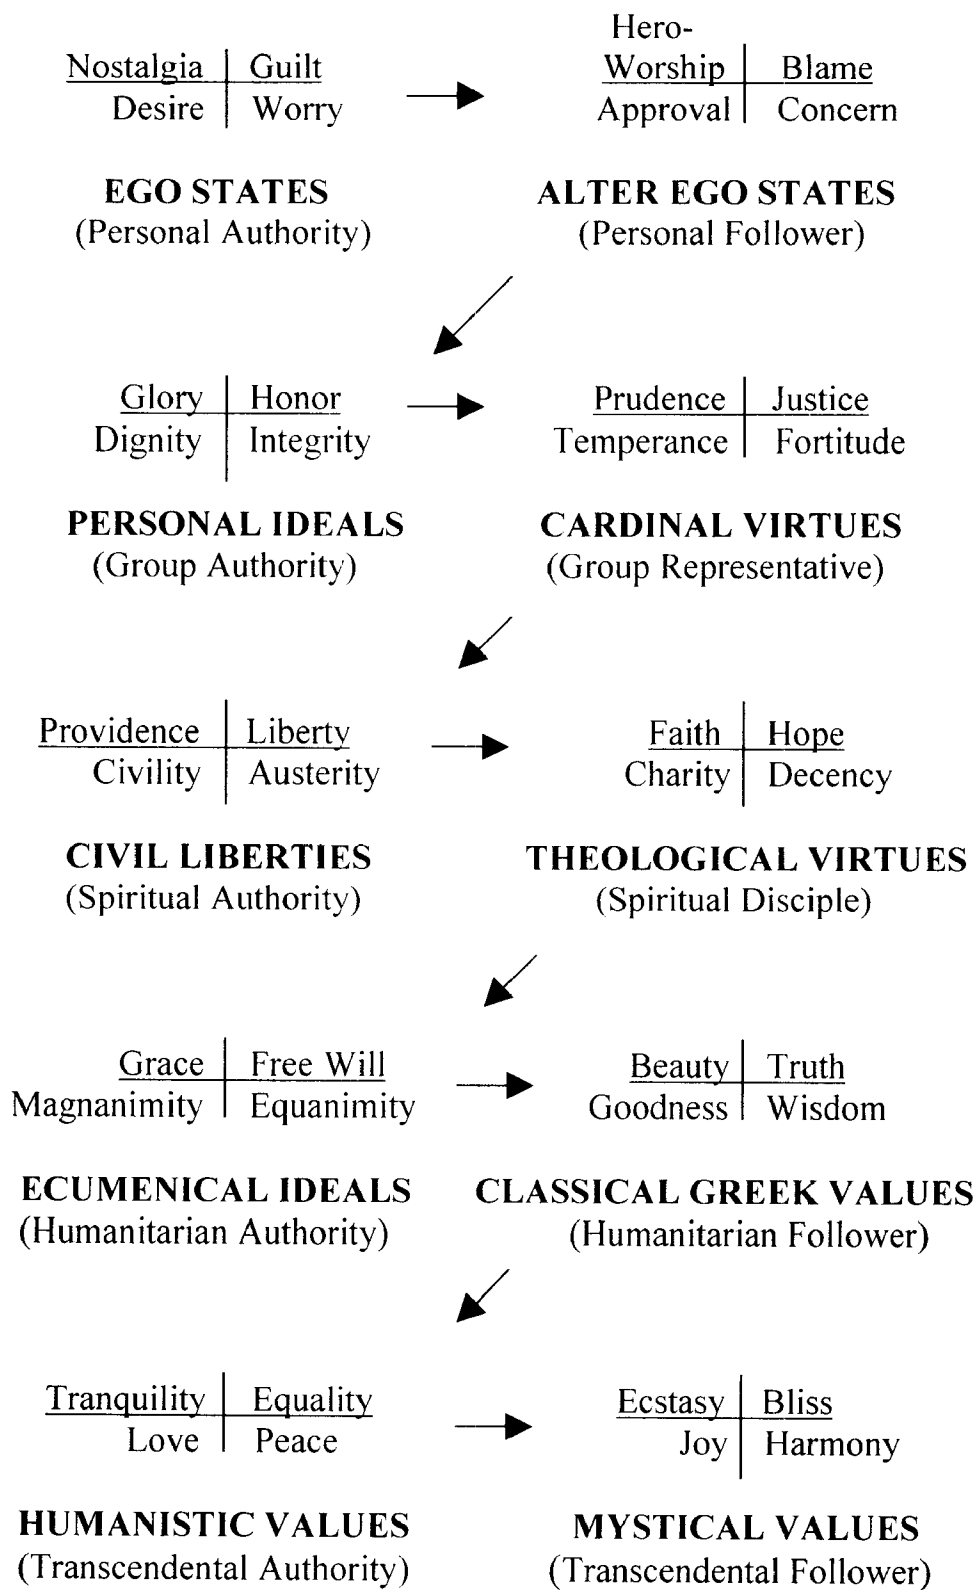 Hero-
Nostalgia Guilt Worship Blame
Desire Worry Approval Concern
EGO STATES ALTER EGO STATES
(Personal Authority) (Personal Follower)
Glory Honor Prudence Justice
Dignity Integrity Temperance Fortitude
PERSONAL IDEALS CARDINAL VIRTUES
(Group Authority) (Group Representative)
Providence Liberty Faith Hope
Civility Austerity Charity Decency
CIVIL LIBERTIES THEOLOGICAL VIRTUES
(Spiritual Authority) (Spiritual Disciple)
Grace Free Will Beauty Truth
Magnanimity Equanimity Goodness Wisdom
ECUMENICAL IDEALS CLASSICAL GREEK VALUES
(Humanitarian Authority) (Humanitarian Follower)
Tranquility Equality Ecstasy Bliss
Love Peace Joy Harmony
HUMANISTIC VALUES MYSTICAL VALUES
(Transcendental Authority) (Transcendental Follower)